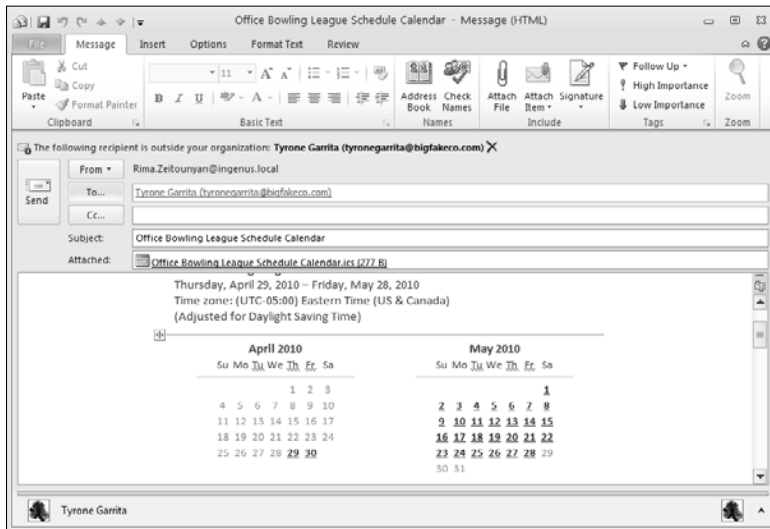 Office Bowling League Schedule Calendar - Message (HTML)
File Message Insert Options Format Text Review
Paste
Cut
Copy
Format Painter
Clipboard
11
B I U
Basic Text
Address Book
Check Names
Names
Attach File
Attach Item
Signature
Include
Follow Up
High Importance
Low Importance
Tags
Zoom
Zoom
The following recipient is outside your organization: Tyrone Garrita (tyronegarrita@bigfakeco.com)
Send
From Rima.Zeitounyan@ingenus.local
To... Tyrone Garrita (tyronegarrita@bigfakeco.com)
Cc...
Subject: Office Bowling League Schedule Calendar
Attached: Office Bowling League Schedule Calendar.ics (277 B)
Thursday, April 29, 2010 – Friday, May 28, 2010
Time zone: (UTC-05:00) Eastern Time (US & Canada)
(Adjusted for Daylight Saving Time)
April 2010
Su Mo Tu We Th Fr Sa
1 2 3
4 5 6 7 8 9 10
11 12 13 14 15 16 17
18 19 20 21 22 23 24
25 26 27 28 29 30
May 2010
Su Mo Tu We Th Fr Sa
1
2 3 4 5 6 7 8
9 10 11 12 13 14 15
16 17 18 19 20 21 22
23 24 25 26 27 28 29
30 31
Tyrone Garrita